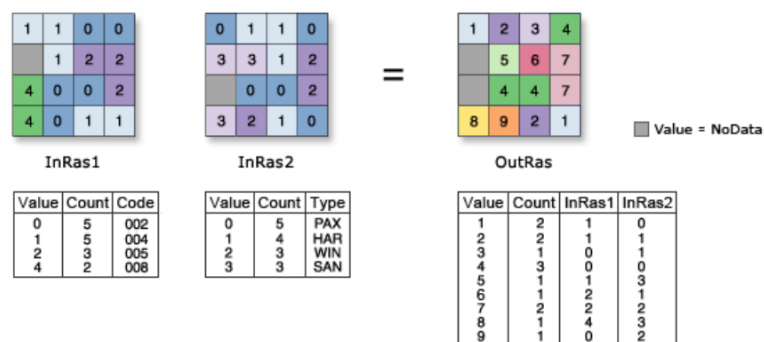 1 1 0 0
1 2 2
4 0 0 2
4 0 1 1
InRas1
0 1 1 0
3 3 1 2
0 0 2
3 2 1 0
InRas2
=
1 2 3 4
5 6 7
4 4 7
8 9 2 1
OutRas
Value = NoData
Value Count Code
0 5 002
1 5 004
2 3 005
4 2 008
Value Count Type
0 5 PAX
1 4 HAR
2 3 WIN
3 3 SAN
Value Count InRas1 InRas2
1 2 1 0
2 2 1 1
3 1 0 1
4 3 0 0
5 1 1 3
6 1 2 1
7 2 2 2
8 1 4 3
9 1 0 2